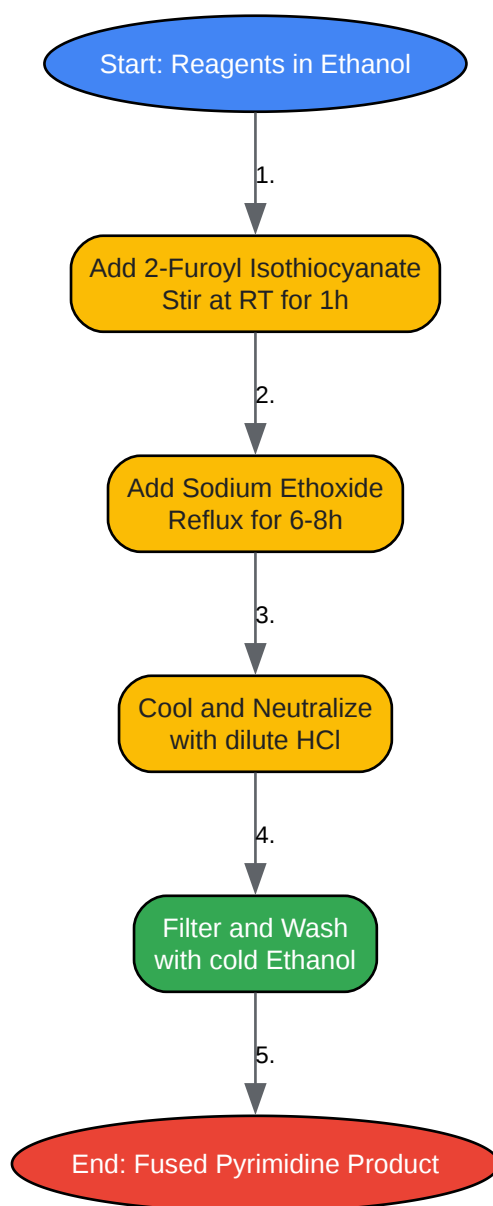 Start: Reagents in Ethanol
1.
Add 2-Furoyl Isothiocyanate
Stir at RT for 1h
2.
Add Sodium Ethoxide
Reflux for 6-8h
3.
Cool and Neutralize
with dilute HCl
4.
Filter and Wash
with cold Ethanol
5.
End: Fused Pyrimidine Product